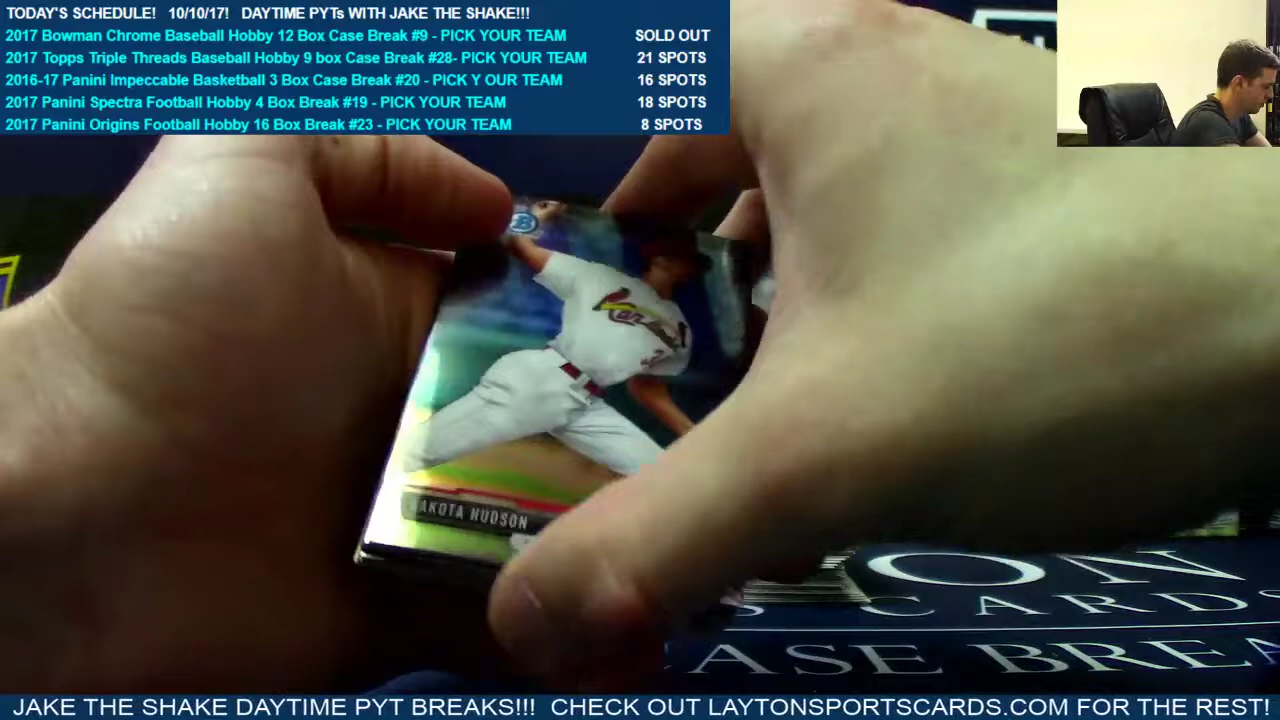 TODAY'S SCHEDULE! 10/10/17! DAYTIME PYTs WITH JAKE THE SHAKE!!!
2017 Bowman Chrome Baseball Hobby 12 Box Case Break #9 - PICK YOUR TEAM SOLD OUT
2017 Topps Triple Threads Baseball Hobby 9 box Case Break #28- PICK YOUR TEAM 21 SPOTS
2016-17 Panini Impeccable Basketball 3 Box Case Break #20 - PICK Y OUR TEAM 16 SPOTS
2017 Panini Spectra Football Hobby 4 Box Break #19 - PICK YOUR TEAM 18 SPOTS
2017 Panini Origins Football Hobby 16 Box Break #23 - PICK YOUR TEAM 8 SPOTS
B
AKOTA HUDSON
ON
S CARDS
CASE BREA
JAKE THE SHAKE DAYTIME PYT BREAKS!!! CHECK OUT LAYTONSPORTSCARDS.COM FOR THE REST!